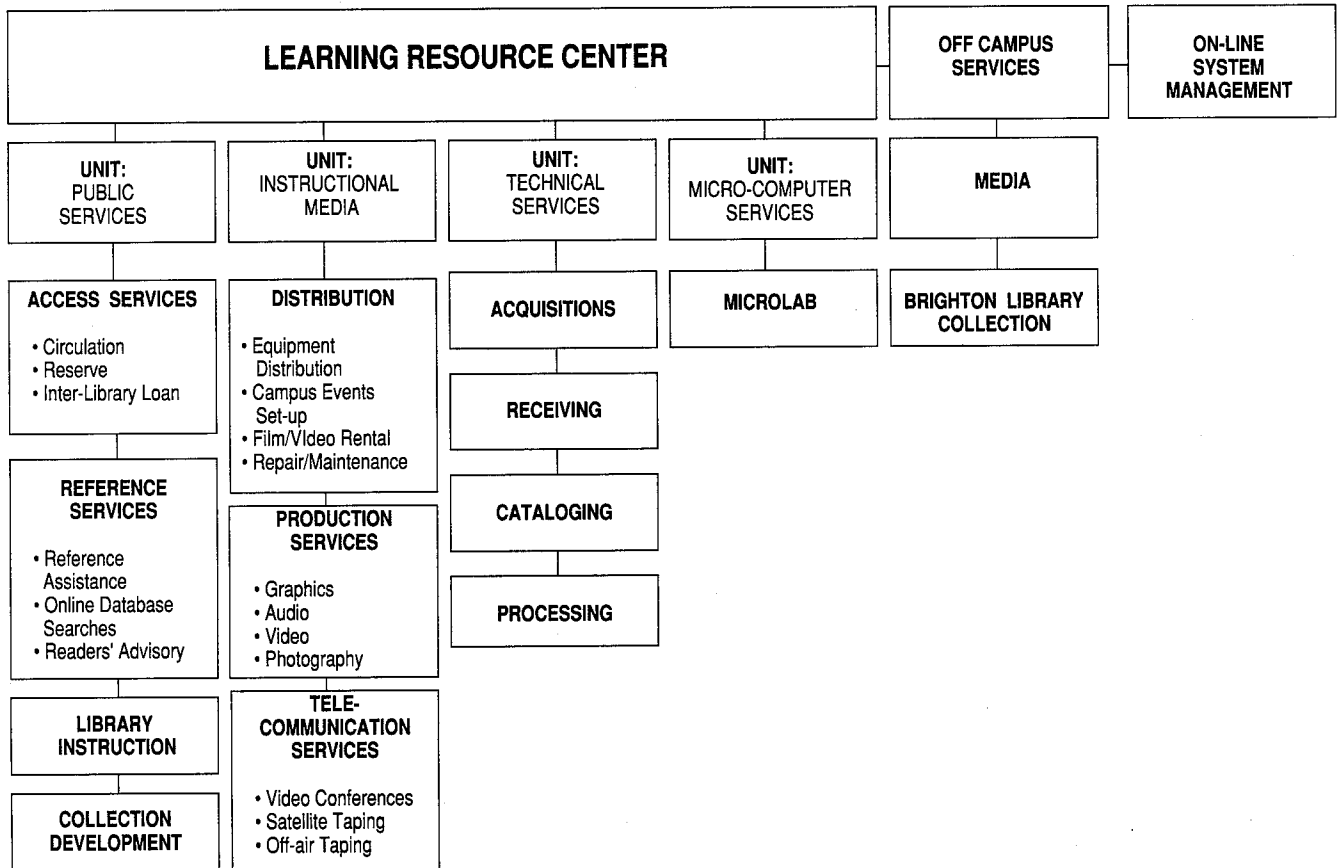 LEARNING RESOURCE CENTER
OFF CAMPUS
SERVICES
ON-LINE
SYSTEM
MANAGEMENT
UNIT:
PUBLIC
SERVICES
UNIT:
INSTRUCTIONAL
MEDIA
UNIT:
TECHNICAL
SERVICES
UNIT:
MICRO-COMPUTER
SERVICES
MEDIA
ACCESS SERVICES
• Circulation
• Reserve
• Inter-Library Loan
REFERENCE
SERVICES
• Reference
Assistance
• Online Database
Searches
• Readers' Advisory
LIBRARY
INSTRUCTION
COLLECTION
DEVELOPMENT
DISTRIBUTION
• Equipment
Distribution
• Campus Events
Set-up
• Film/VIdeo Rental
• Repair/Maintenance
PRODUCTION
SERVICES
• Graphics
• Audio
• Video
• Photography
TELE-
COMMUNICATION
SERVICES
• Video Conferences
• Satellite Taping
• Off-air Taping
ACQUISITIONS
RECEIVING
CATALOGING
PROCESSING
MICROLAB
BRIGHTON LIBRARY
COLLECTION